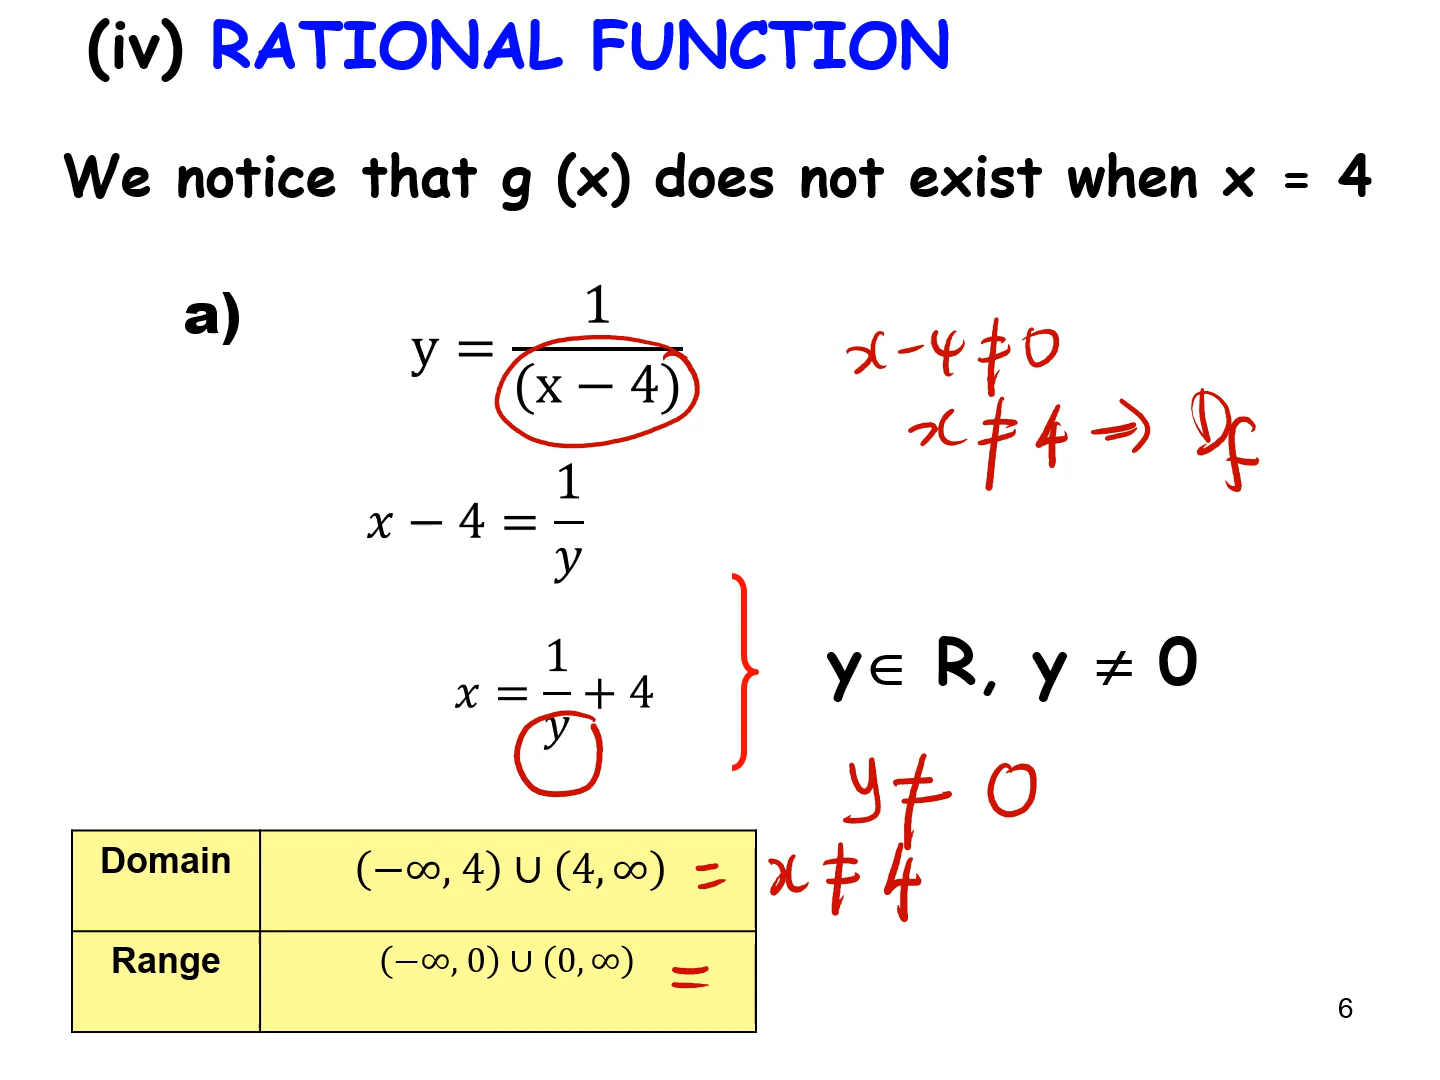 (iv) RATIONAL FUNCTION
We notice that g (x) does not exist when x = 4
a)
y = 1/(x − 4)
x − 4 ≠ 0
x ≠ 4 ⇒ Df
x − 4 = 1/y
x = 1/y + 4
y∈ R, y ≠ 0
y ≠ 0
Domain (−∞, 4) ∪ (4, ∞) = x ≠ 4
Range (−∞, 0) ∪ (0, ∞) =
6